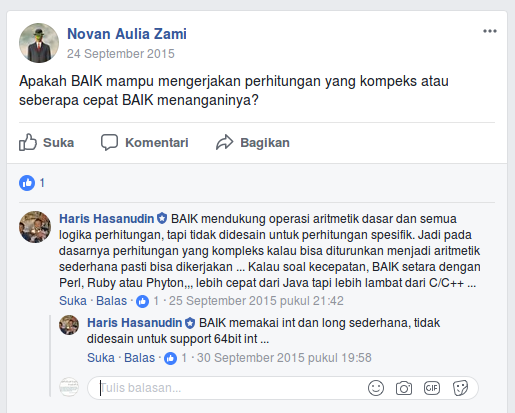 Novan Aulia Zami
24 September 2015
Apakah BAIK mampu mengerjakan perhitungan yang kompeks atau
seberapa cepat BAIK menanganinya?
Suka Komentari Bagikan
1
Haris Hasanudin BAIK mendukung operasi aritmetik dasar dan semua
logika perhitungan, tapi tidak didesain untuk perhitungan spesifik. Jadi pada
dasarnya perhitungan yang kompleks kalau bisa diturunkan menjadi aritmetik
sederhana pasti bisa dikerjakan ... Kalau soal kecepatan, BAIK setara dengan
Perl, Ruby atau Phyton,,, lebih cepat dari Java tapi lebih lambat dari C/C++ ...
Suka · Balas · 1 · 25 September 2015 pukul 21:42
Haris Hasanudin BAIK memakai int dan long sederhana, tidak
didesain untuk support 64bit int ...
Suka · Balas · 1 · 30 September 2015 pukul 19:58
Tulis balasan... GIF